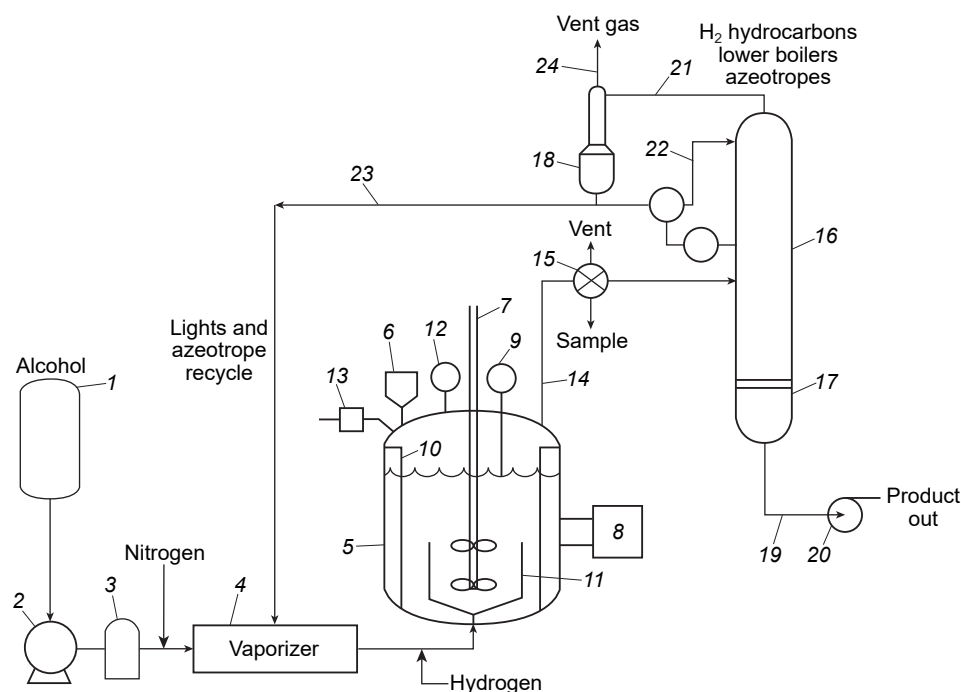 Vent gas
H₂ hydrocarbons
lower boilers
azeotropes
24
21
18
22
23
16
Vent
15
Sample
7
12
9
6
14
13
Lights and
azeotrope
recycle
Alcohol
1
17
10
Product
out
19
20
8
5
11
Nitrogen
2
3
4
Vaporizer
Hydrogen